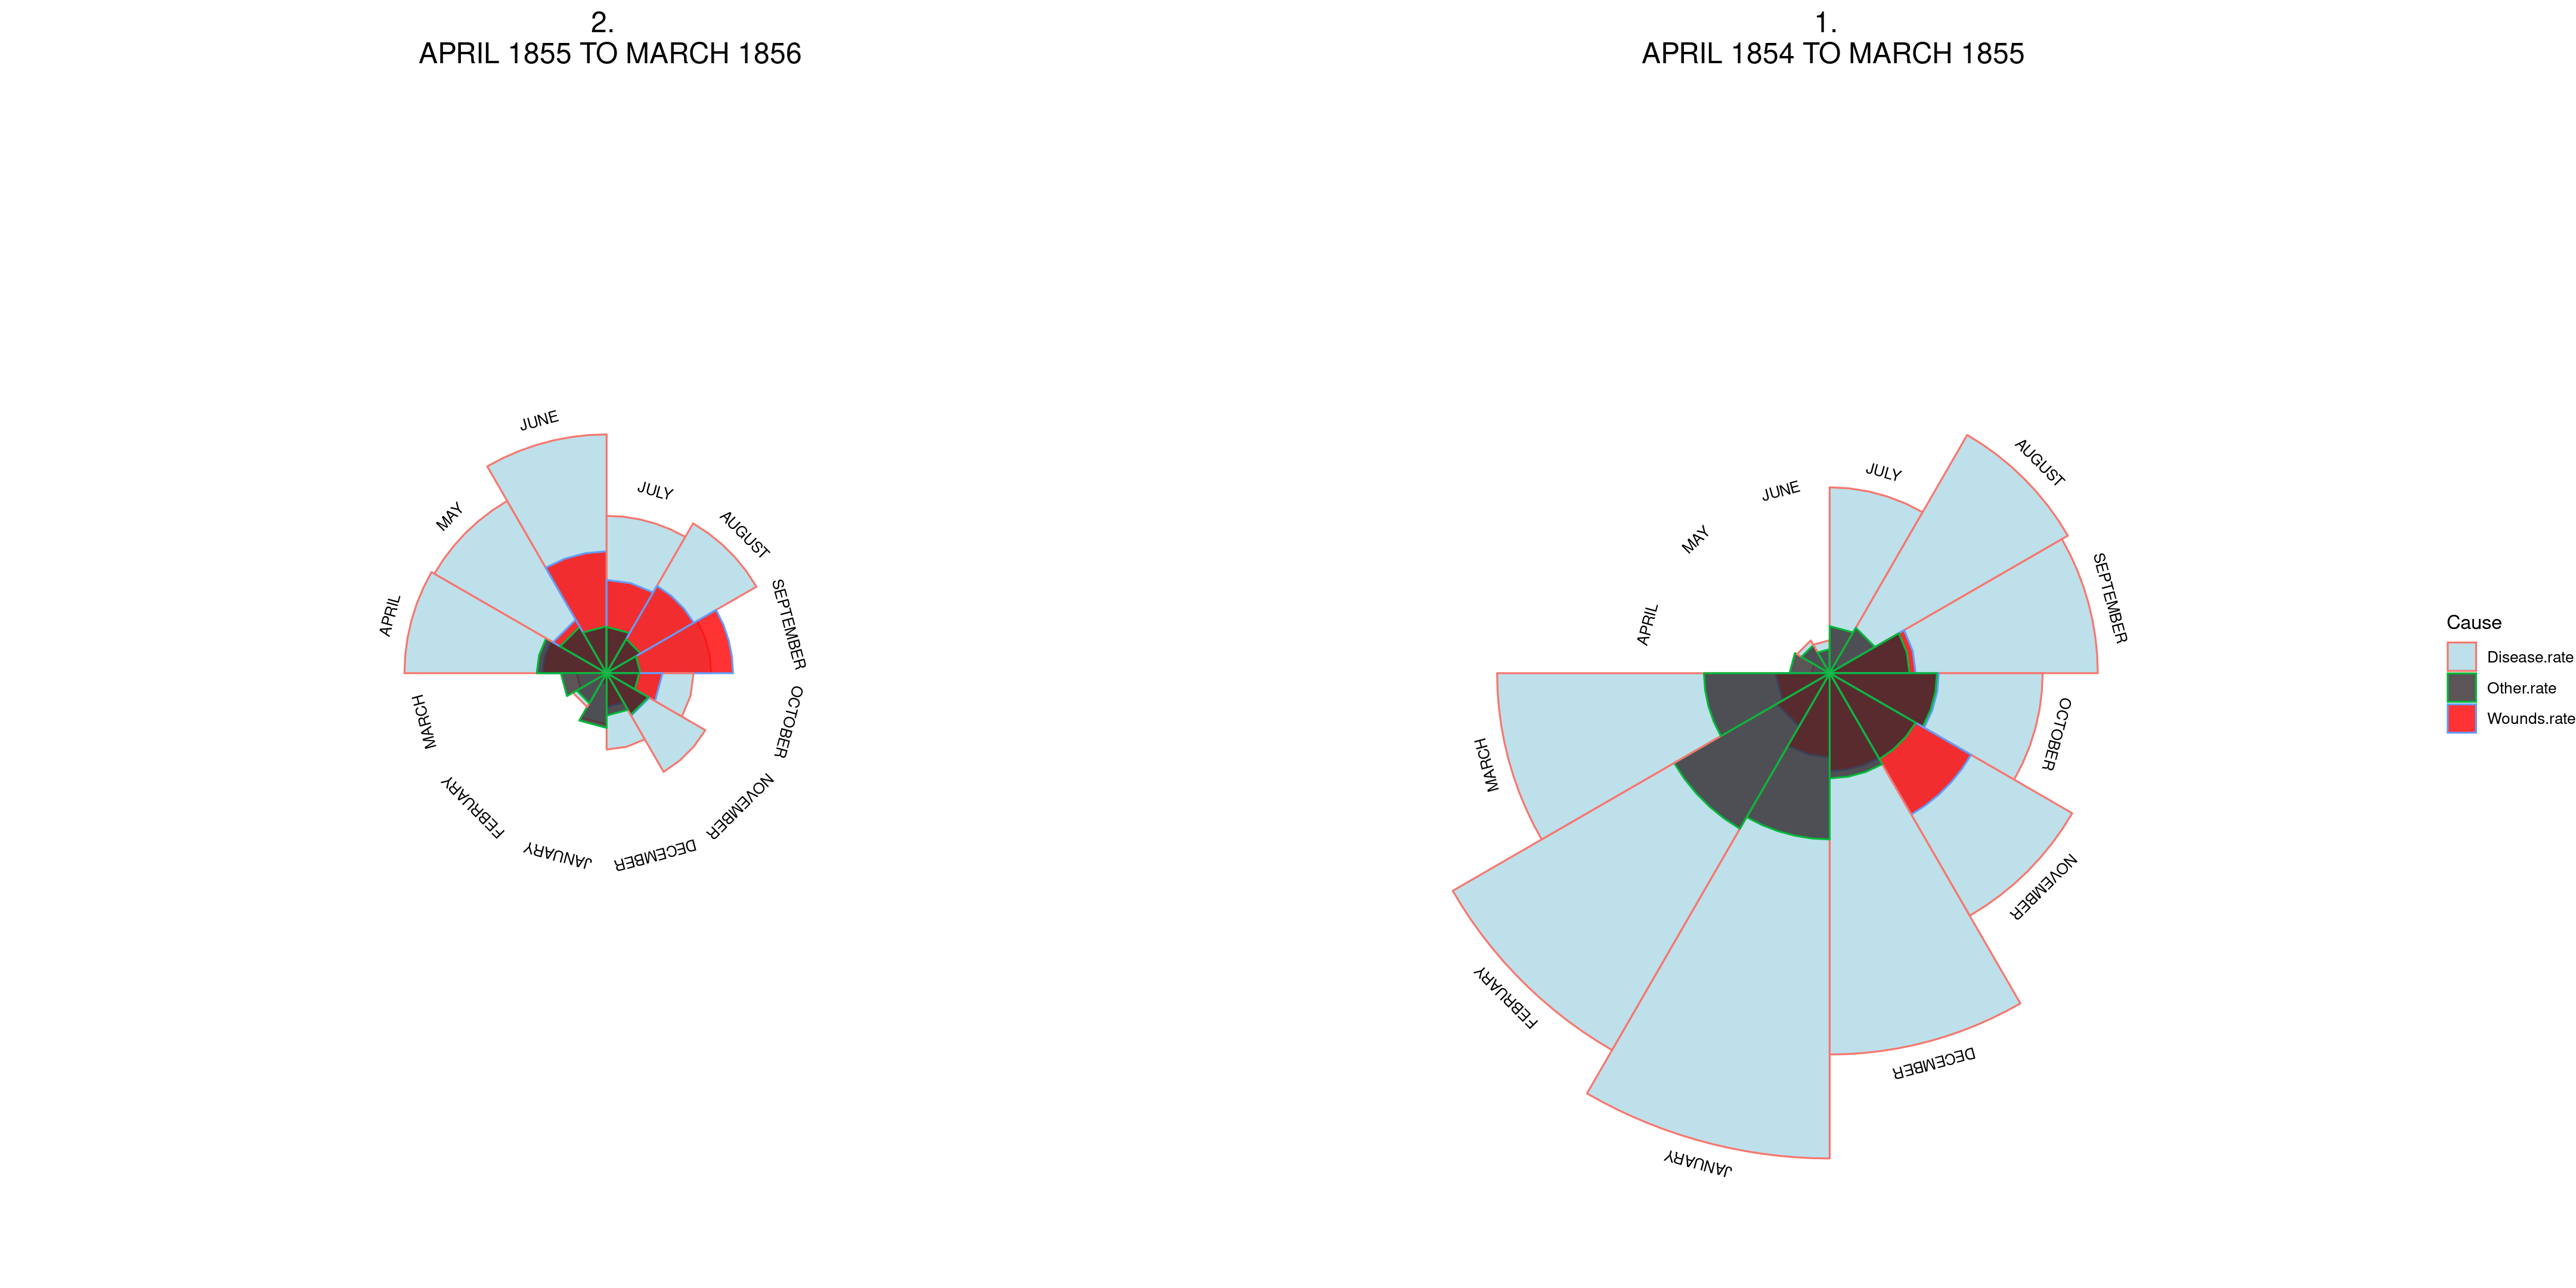 2.
APRIL 1855 TO MARCH 1856
APRIL
MAY
JUNE
JULY
AUGUST
SEPTEMBER
OCTOBER
NOVEMBER
DECEMBER
JANUARY
FEBRUARY
MARCH
1.
APRIL 1854 TO MARCH 1855
APRIL
MAY
JUNE
JULY
AUGUST
SEPTEMBER
OCTOBER
NOVEMBER
DECEMBER
JANUARY
FEBRUARY
MARCH
Cause
Disease.rate
Other.rate
Wounds.rate